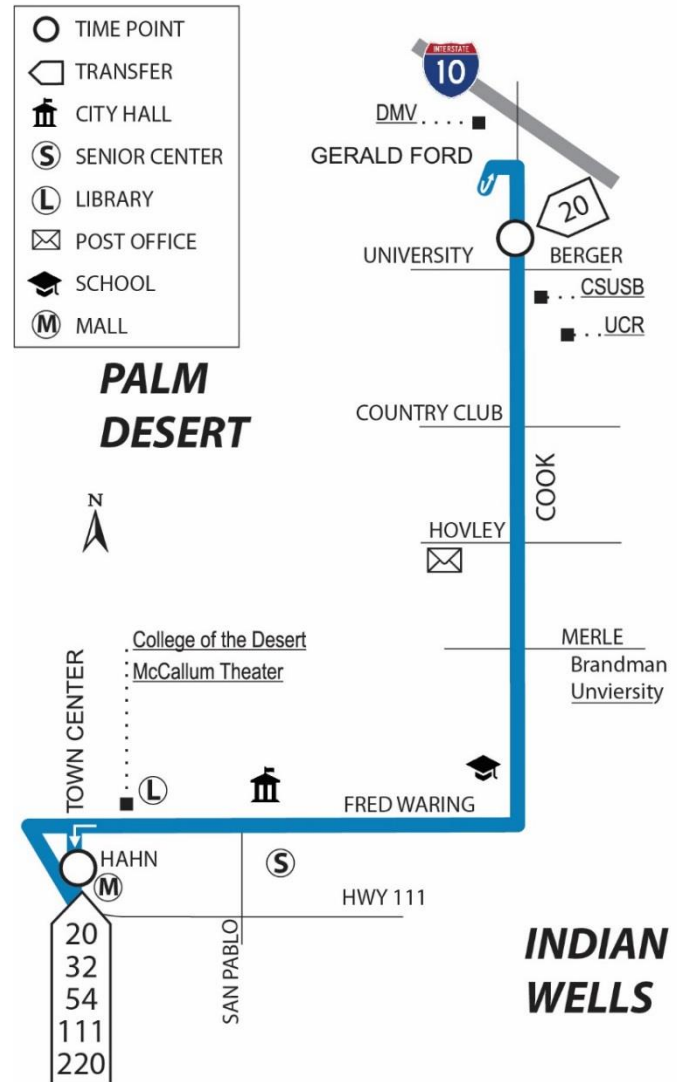 TIME POINT
TRANSFER
CITY HALL
S SENIOR CENTER
L LIBRARY
POST OFFICE
SCHOOL
M MALL
INTERSTATE
10
DMV
GERALD FORD
20
UNIVERSITY
BERGER
CSUSB
UCR
PALM
DESERT
COUNTRY CLUB
COOK
N
HOVLEY
MERLE
Brandman
Unviersity
TOWN CENTER
College of the Desert
McCallum Theater
L
FRED WARING
HAHN
S
M
HWY 111
SAN PABLO
20
32
54
111
220
INDIAN
WELLS